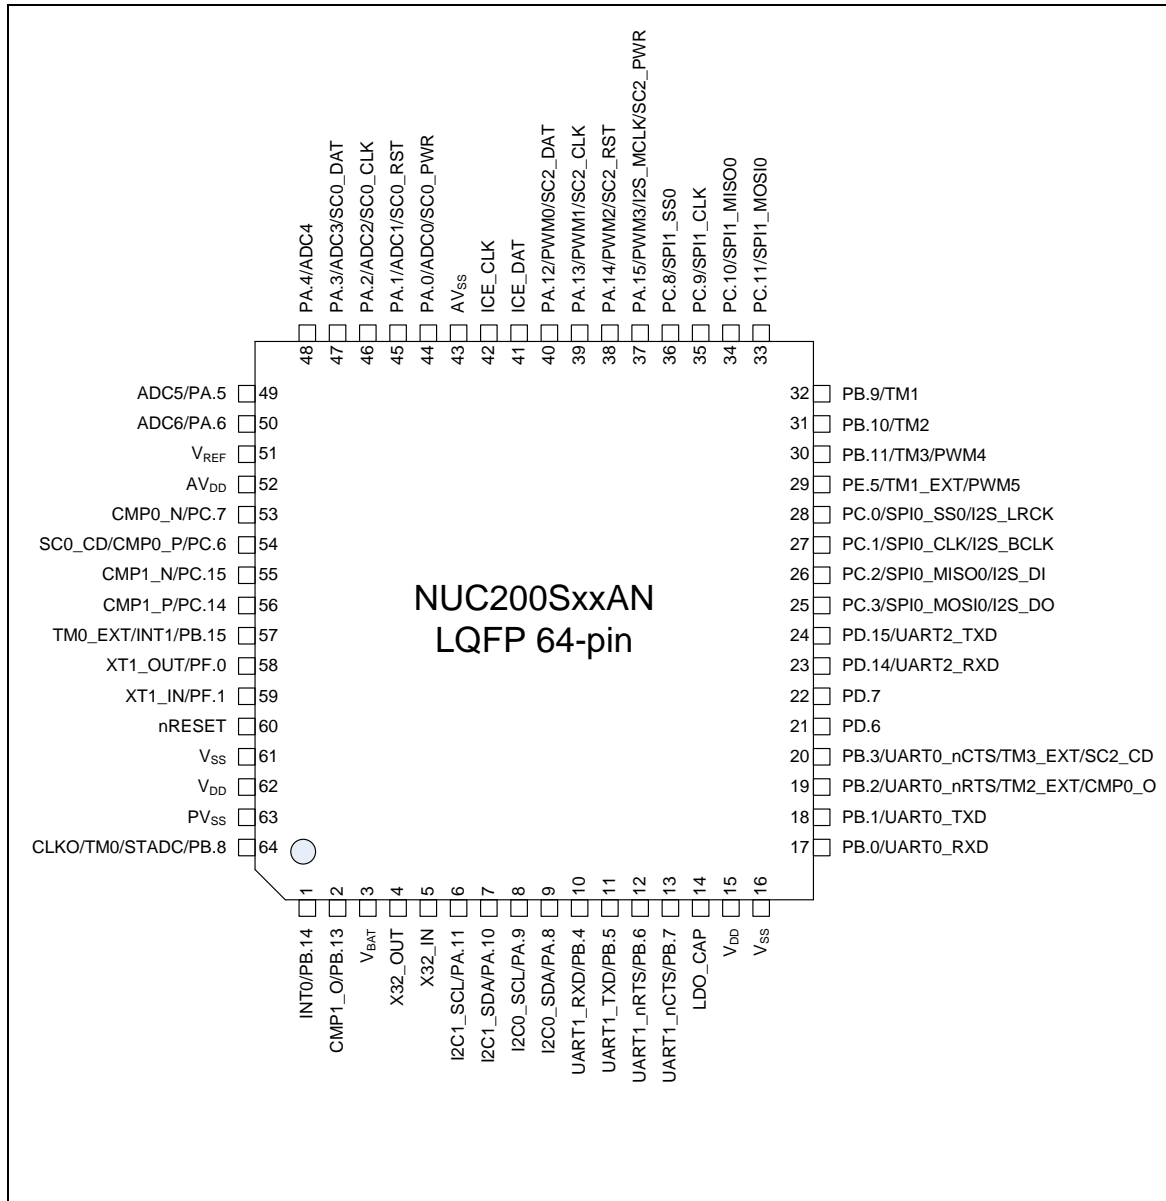 PA.4/ADC4
PA.3/ADC3/SC0_DAT
PA.2/ADC2/SC0_CLK
PA.1/ADC1/SC0_RST
PA.0/ADC0/SC0_PWR
AVSS
ICE_CLK
ICE_DAT
PA.12/PWM0/SC2_DAT
PA.13/PWM1/SC2_CLK
PA.14/PWM2/SC2_RST
PA.15/PWM3/I2S_MCLK/SC2_PWR
PC.8/SPI1_SS0
PC.9/SPI1_CLK
PC.10/SPI1_MISO0
PC.11/SPI1_MOSI0
48
47
46
45
44
43
42
41
40
39
38
37
36
35
34
33
ADC5/PA.5 49
ADC6/PA.6 50
VREF 51
AVDD 52
CMP0_N/PC.7 53
SC0_CD/CMP0_P/PC.6 54
CMP1_N/PC.15 55
CMP1_P/PC.14 56
TM0_EXT/INT1/PB.15 57
XT1_OUT/PF.0 58
XT1_IN/PF.1 59
nRESET 60
VSS 61
VDD 62
PVSS 63
CLKO/TM0/STADC/PB.8 64
NUC200SxxAN
LQFP 64-pin
32 PB.9/TM1
31 PB.10/TM2
30 PB.11/TM3/PWM4
29 PE.5/TM1_EXT/PWM5
28 PC.0/SPI0_SS0/I2S_LRCK
27 PC.1/SPI0_CLK/I2S_BCLK
26 PC.2/SPI0_MISO0/I2S_DI
25 PC.3/SPI0_MOSI0/I2S_DO
24 PD.15/UART2_TXD
23 PD.14/UART2_RXD
22 PD.7
21 PD.6
20 PB.3/UART0_nCTS/TM3_EXT/SC2_CD
19 PB.2/UART0_nRTS/TM2_EXT/CMP0_O
18 PB.1/UART0_TXD
17 PB.0/UART0_RXD
1
2
3
4
5
6
7
8
9
10
11
12
13
14
15
16
INT0/PB.14
CMP1_O/PB.13
VBAT
X32_OUT
X32_IN
I2C1_SCL/PA.11
I2C1_SDA/PA.10
I2C0_SCL/PA.9
I2C0_SDA/PA.8
UART1_RXD/PB.4
UART1_TXD/PB.5
UART1_nRTS/PB.6
UART1_nCTS/PB.7
LDO_CAP
VDD
VSS